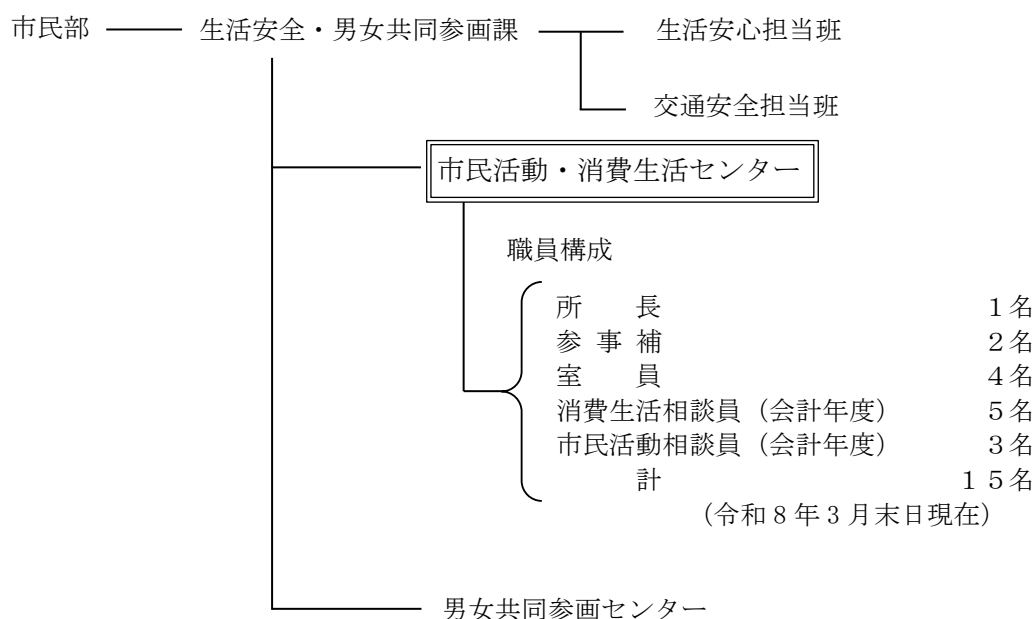 市民部 生活安全・男女共同参画課 生活安心担当班
交通安全担当班
市民活動・消費生活センター
職員構成
所　　長 1名
参 事 補 2名
室　　員 4名
消費生活相談員（会計年度） 5名
市民活動相談員（会計年度） 3名
計 １５名
（令和８年３月末日現在）
男女共同参画センター